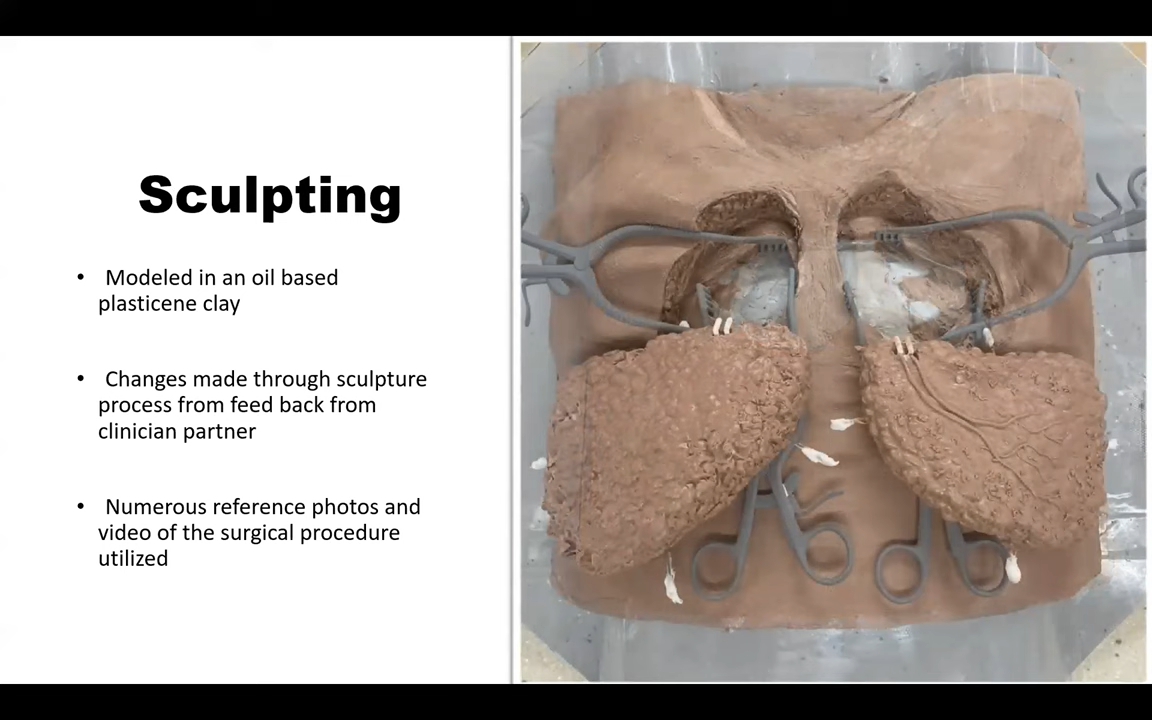 Sculpting
• Modeled in an oil based
plasticene clay
• Changes made through sculpture
process from feed back from
clinician partner
• Numerous reference photos and
video of the surgical procedure
utilized